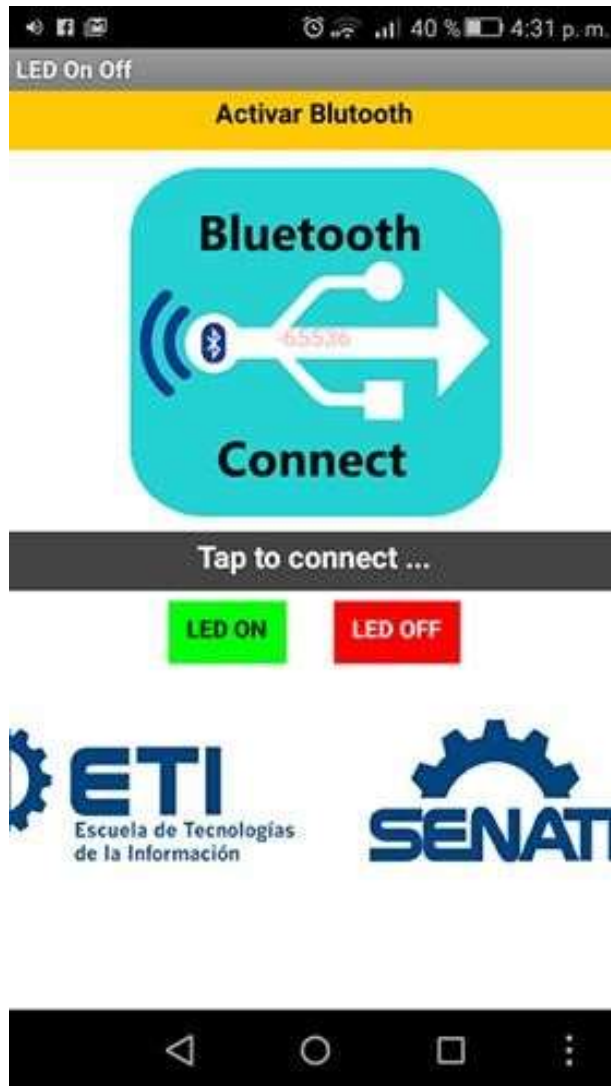 40 % 4:31 p. m.
LED On Off
Activar Blutooth
Bluetooth
-65536
Connect
Tap to connect ...
LED ON LED OFF
ETI
Escuela de Tecnologías
de la Información
SENATI